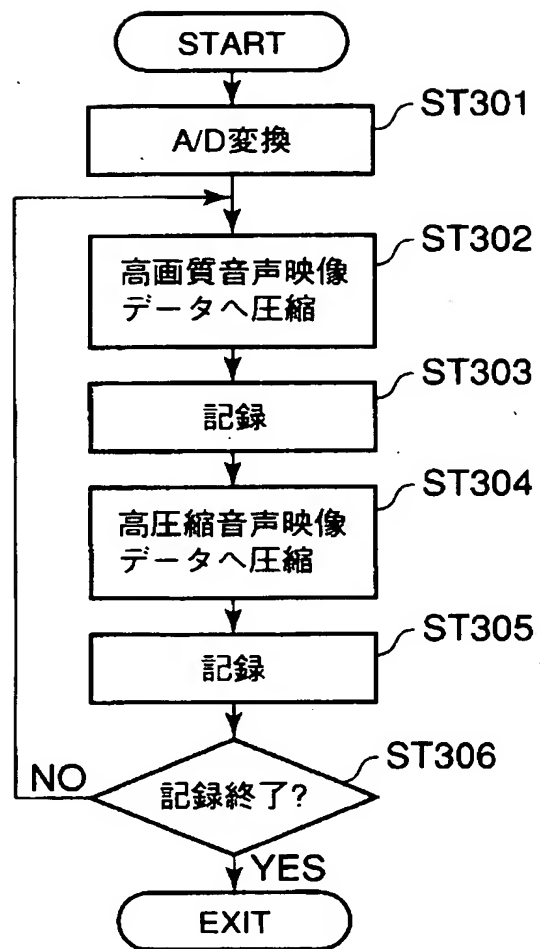 START
ST301
A/D変換
ST302
高画質音声映像
データへ圧縮
ST303
記録
ST304
高圧縮音声映像
データへ圧縮
ST305
記録
ST306
NO
記録終了?
YES
EXIT